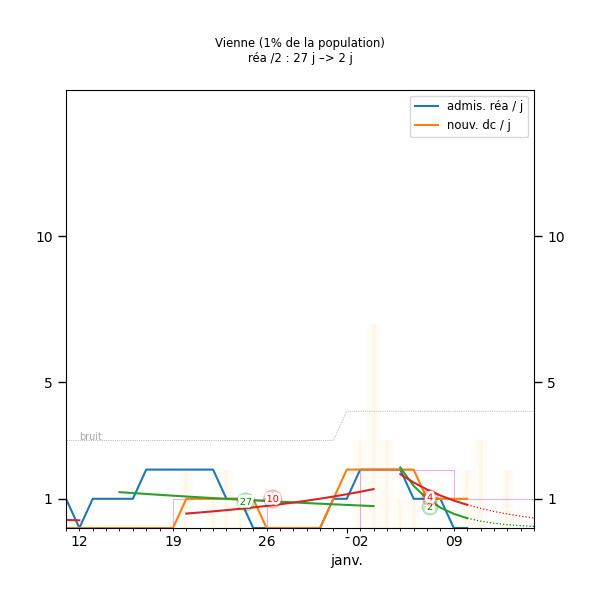 Vienne (1% de la population)
réa /2 : 27 j –> 2 j
admis. réa / j
nouv. dc / j
10
10
5
5
bruit
27
10
4
2
1
1
12
19
26
02
09
janv.